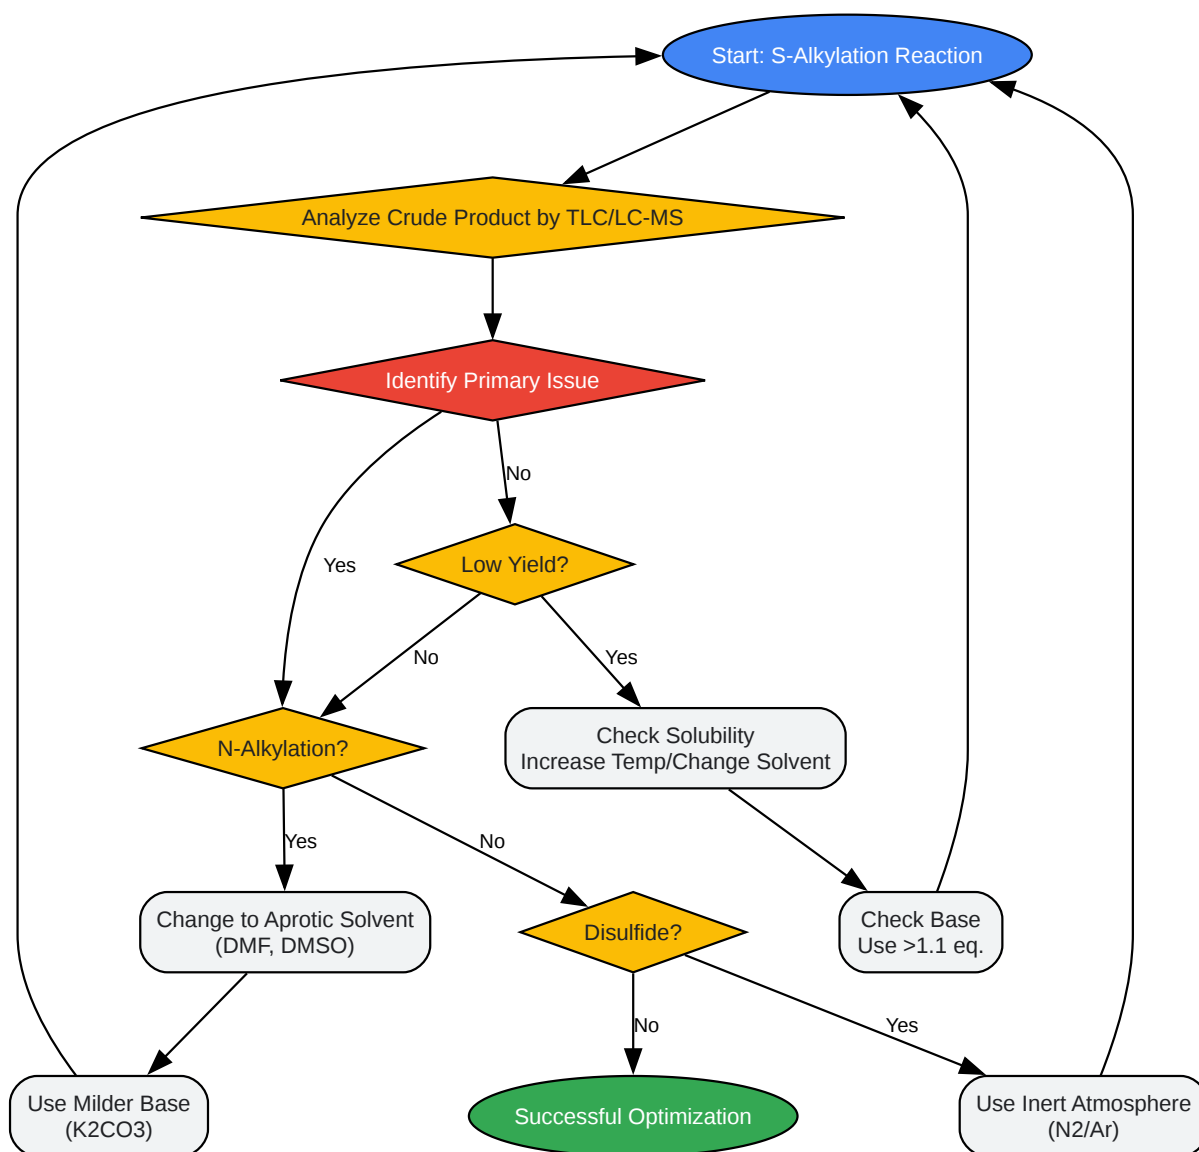 Start: S-Alkylation Reaction
Analyze Crude Product by TLC/LC-MS
Identify Primary Issue
No
Yes
Low Yield?
No
Yes
N-Alkylation?
Check Solubility
Increase Temp/Change Solvent
Yes
No
Change to Aprotic Solvent
(DMF, DMSO)
Disulfide?
Check Base
Use >1.1 eq.
No
Yes
Use Milder Base
(K2CO3)
Successful Optimization
Use Inert Atmosphere
(N2/Ar)